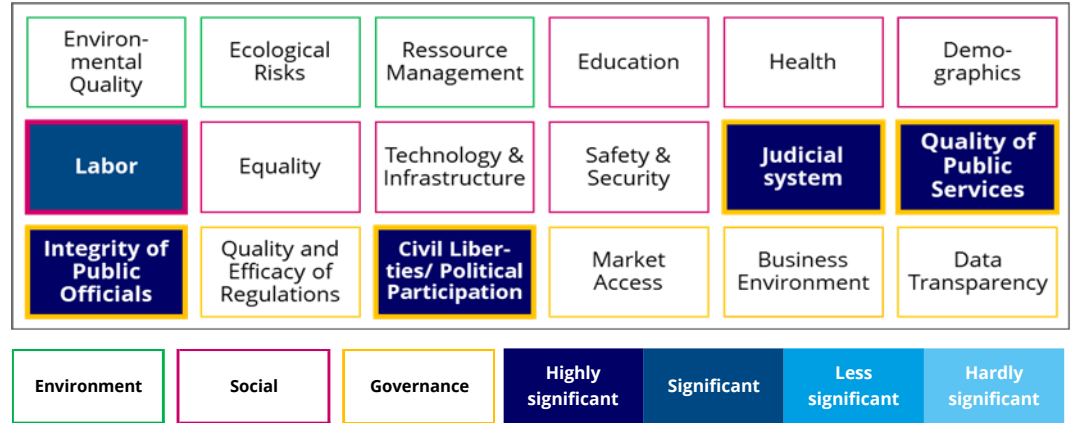 Environ-
mental
Quality
Ecological
Risks
Ressource
Management
Education
Health
Demo-
graphics
Labor
Equality
Technology &
Infrastructure
Safety &
Security
Judicial
system
Quality of
Public
Services
Integrity of
Public
Officials
Quality and
Efficacy of
Regulations
Civil Liber-
ties/ Political
Participation
Market
Access
Business
Environment
Data
Transparency
Environment
Social
Governance
Highly
significant
Significant
Less
significant
Hardly
significant